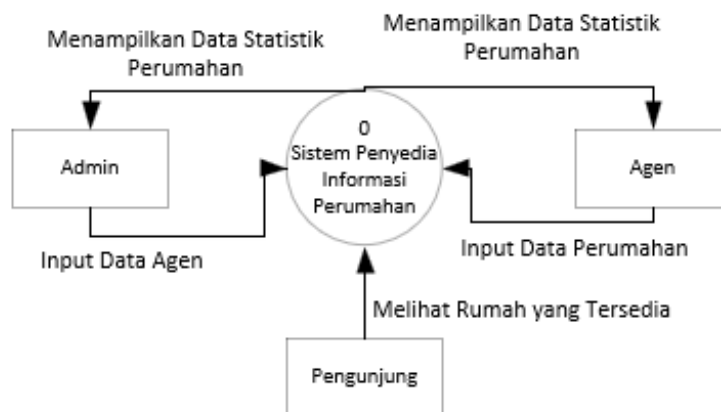 Menampilkan Data Statistik
Perumahan
Menampilkan Data Statistik
Perumahan
0
Sistem Penyedia
Informasi
Perumahan
Admin
Agen
Input Data Agen
Input Data Perumahan
Melihat Rumah yang Tersedia
Pengunjung